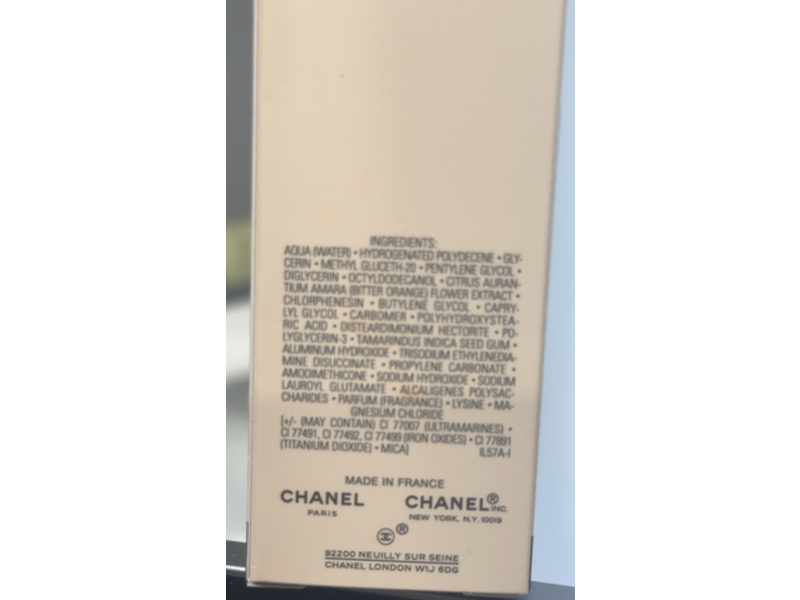 INGREDIENTS:
AQUA (WATER) • HYDROGENATED POLYDECENE • GLY-
CERIN • METHYL GLUCETH-20 • PENTYLENE GLYCOL •
DIGLYCERIN • OCTYLDODECANOL • CITRUS AURAN-
TIUM AMARA (BITTER ORANGE) FLOWER EXTRACT •
CHLORPHENESIN • BUTYLENE GLYCOL • CAPRY-
LYL GLYCOL • CARBOMER • POLYHYDROXYSTEA-
RIC ACID • DISTEARDIMONIUM HECTORITE • PO-
LYGLYCERIN-3 • TAMARINDUS INDICA SEED GUM •
ALUMINUM HYDROXIDE • TRISODIUM ETHYLENEDIA-
MINE DISUCCINATE • PROPYLENE CARBONATE •
AMODIMETHICONE • SODIUM HYDROXIDE • SODIUM
LAUROYL GLUTAMATE • ALCALIGENES POLYSAC-
CHARIDES • PARFUM (FRAGRANCE) • LYSINE • MA-
GNESIUM CHLORIDE
[+/- (MAY CONTAIN) CI 77007 (ULTRAMARINES) •
CI 77491, CI 77492, CI 77499 (IRON OXIDES) • CI 77891
(TITANIUM DIOXIDE) • MICA] IL57A-I
MADE IN FRANCE
CHANEL CHANEL® INC.
PARIS NEW YORK, N.Y. 10019
®
92200 NEUILLY SUR SEINE
CHANEL LONDON W1J 6DG